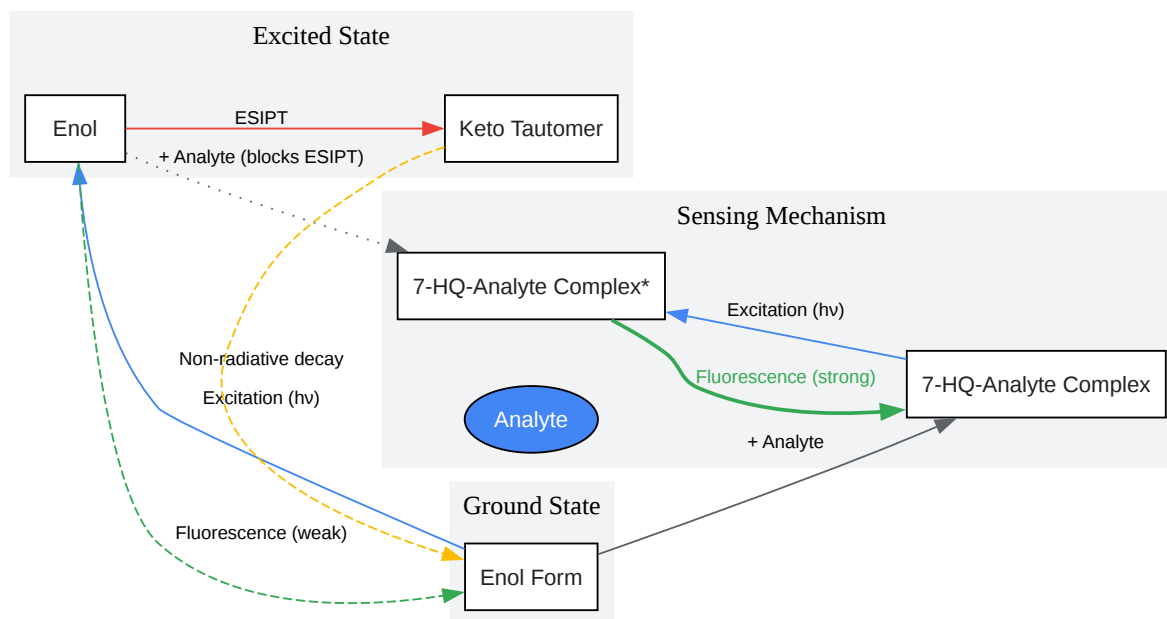 Excited State
Enol
ESIPT
Keto Tautomer
+ Analyte (blocks ESIPT)
Sensing Mechanism
7-HQ-Analyte Complex*
Excitation (hν)
Non-radiative decay
Fluorescence (strong)
7-HQ-Analyte Complex
Excitation (hν)
Analyte
+ Analyte
Ground State
Fluorescence (weak)
Enol Form